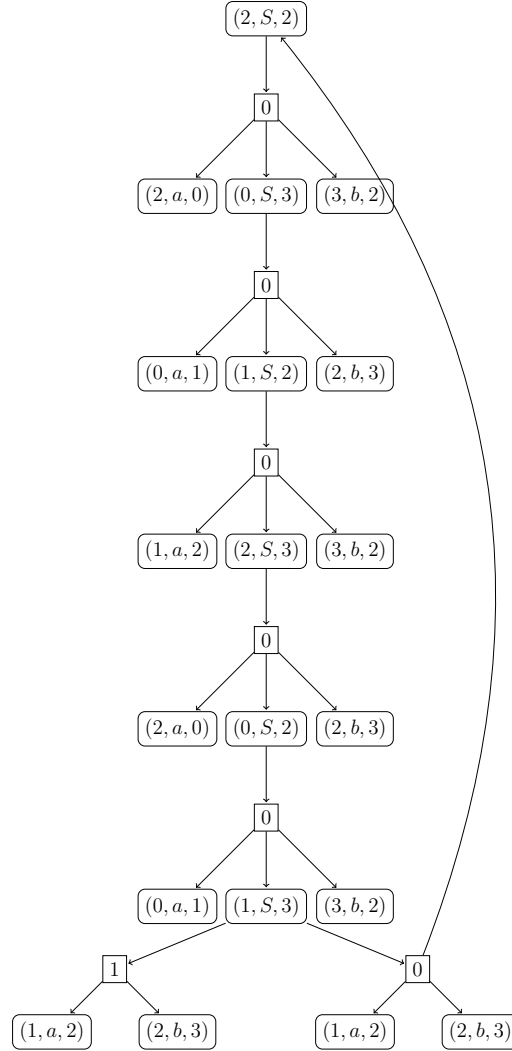 (2, S, 2)
0
(2, a, 0) (0, S, 3) (3, b, 2)
0
(0, a, 1) (1, S, 2) (2, b, 3)
0
(1, a, 2) (2, S, 3) (3, b, 2)
0
(2, a, 0) (0, S, 2) (2, b, 3)
0
(0, a, 1) (1, S, 3) (3, b, 2)
1 0
(1, a, 2) (2, b, 3) (1, a, 2) (2, b, 3)